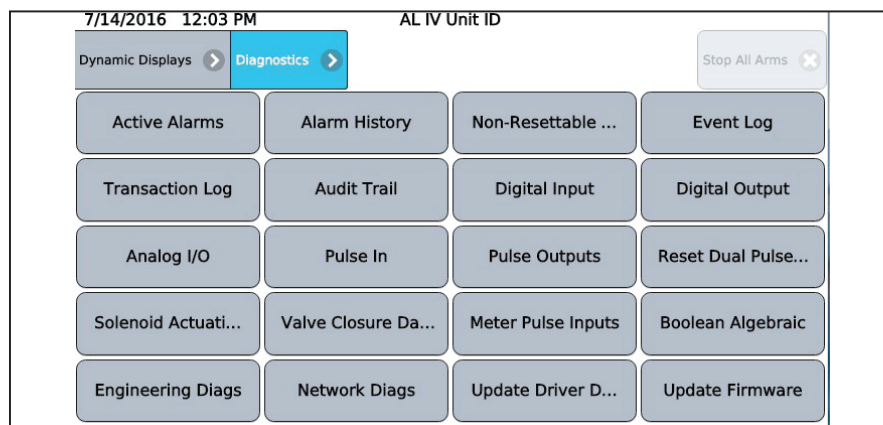 7/14/2016 12:03 PM AL IV Unit ID
Dynamic Displays Diagnostics Stop All Arms
Active Alarms Alarm History Non-Resettable ... Event Log
Transaction Log Audit Trail Digital Input Digital Output
Analog I/O Pulse In Pulse Outputs Reset Dual Pulse...
Solenoid Actuati... Valve Closure Da... Meter Pulse Inputs Boolean Algebraic
Engineering Diags Network Diags Update Driver D... Update Firmware